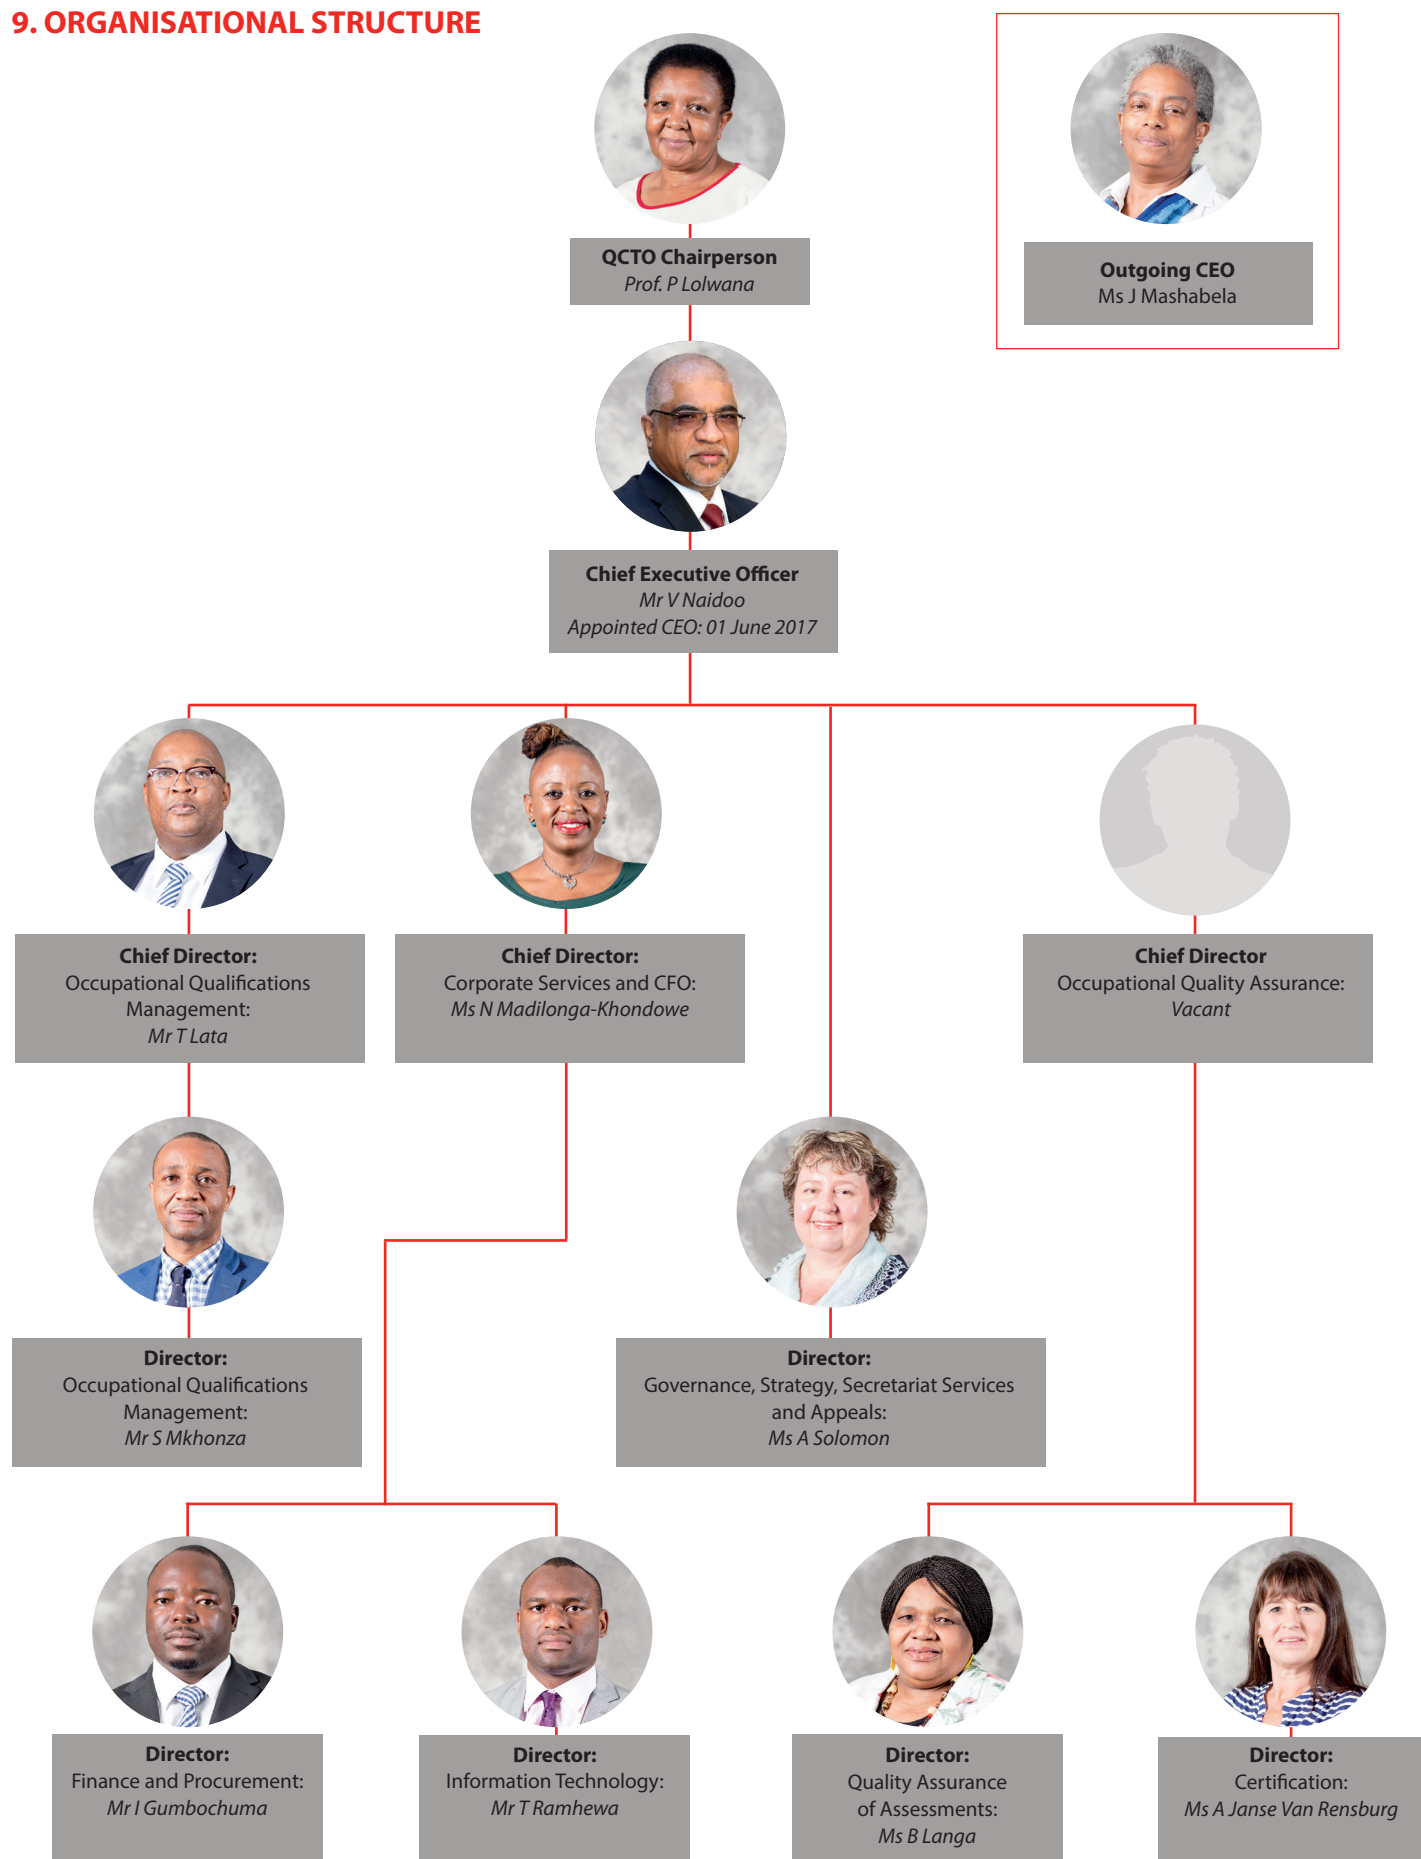 9. ORGANISATIONAL STRUCTURE
QCTO Chairperson
Prof. P Lolwana
Outgoing CEO
Ms J Mashabela
Chief Executive Officer
Mr V Naidoo
Appointed CEO: 01 June 2017
Chief Director:
Occupational Qualifications
Management:
Mr T Lata
Chief Director:
Corporate Services and CFO:
Ms N Madilonga-Khondowe
Chief Director
Occupational Quality Assurance:
Vacant
Director:
Occupational Qualifications
Management:
Mr S Mkhonza
Director:
Governance, Strategy, Secretariat Services
and Appeals:
Ms A Solomon
Director:
Finance and Procurement:
Mr I Gumbochuma
Director:
Information Technology:
Mr T Ramhewa
Director:
Quality Assurance
of Assessments:
Ms B Langa
Director:
Certification:
Ms A Janse Van Rensburg